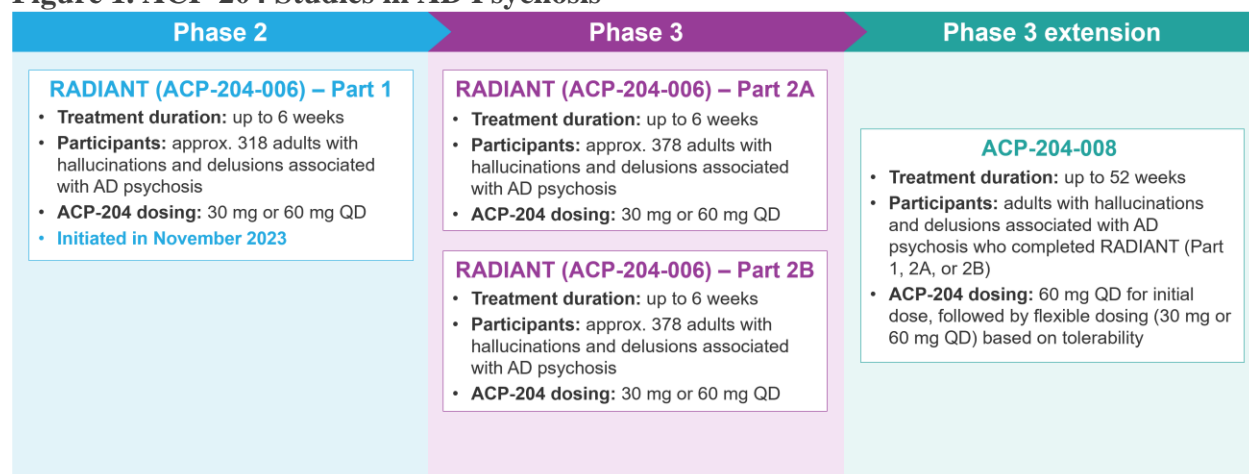 Figure 1. ACP-204 Studies in AD Psychosis
Phase 2
Phase 3
Phase 3 extension
RADIANT (ACP-204-006) – Part 1
• Treatment duration: up to 6 weeks
• Participants: approx. 318 adults with
hallucinations and delusions associated
with AD psychosis
• ACP-204 dosing: 30 mg or 60 mg QD
• Initiated in November 2023
RADIANT (ACP-204-006) – Part 2A
• Treatment duration: up to 6 weeks
• Participants: approx. 378 adults with
hallucinations and delusions associated
with AD psychosis
• ACP-204 dosing: 30 mg or 60 mg QD
RADIANT (ACP-204-006) – Part 2B
• Treatment duration: up to 6 weeks
• Participants: approx. 378 adults with
hallucinations and delusions associated
with AD psychosis
• ACP-204 dosing: 30 mg or 60 mg QD
ACP-204-008
• Treatment duration: up to 52 weeks
• Participants: adults with hallucinations
and delusions associated with AD
psychosis who completed RADIANT (Part
1, 2A, or 2B)
• ACP-204 dosing: 60 mg QD for initial
dose, followed by flexible dosing (30 mg or
60 mg QD) based on tolerability